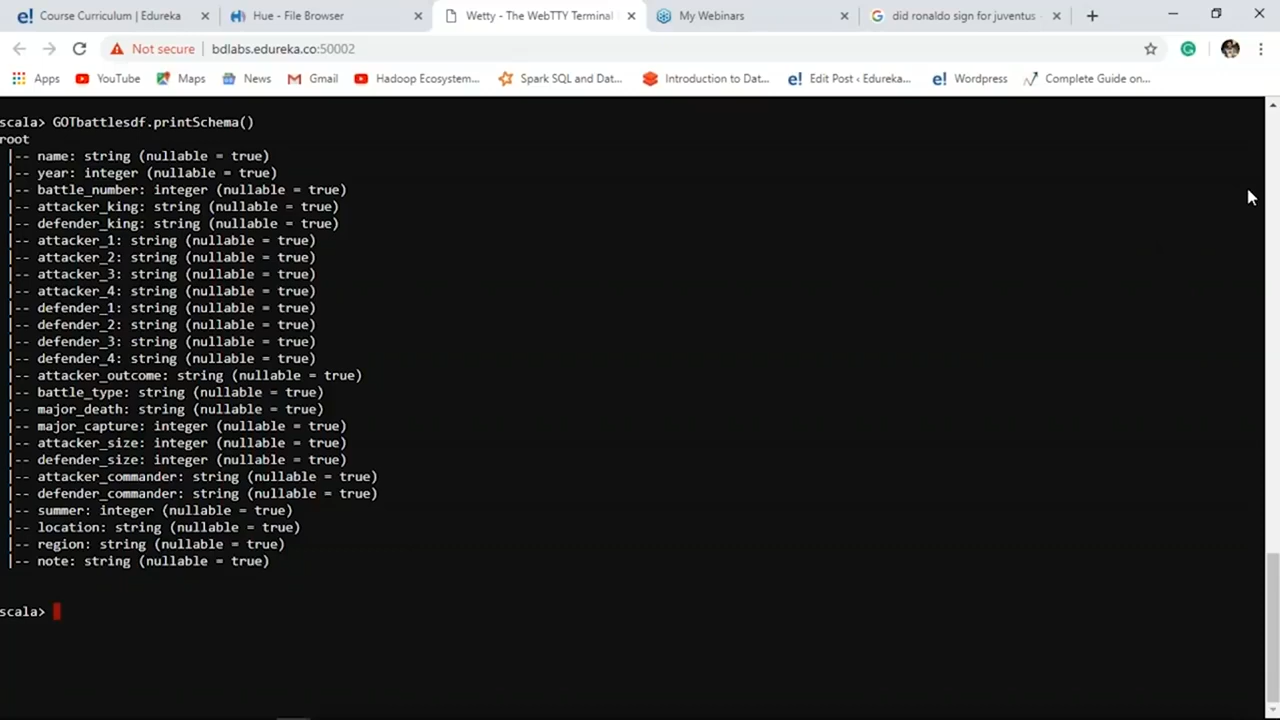 Course Curriculum | Edureka
Hue - File Browser
Wetty - The WebTTY Terminal
My Webinars
did ronaldo sign for juventus
Not secure | bdlabs.edureka.co:50002
Apps YouTube Maps News Gmail Hadoop Ecosystem... Spark SQL and Dat... Introduction to Dat... Edit Post ‹ Edureka... Wordpress Complete Guide on...
scala> GOTbattlesdf.printSchema()
root
|-- name: string (nullable = true)
|-- year: integer (nullable = true)
|-- battle_number: integer (nullable = true)
|-- attacker_king: string (nullable = true)
|-- defender_king: string (nullable = true)
|-- attacker_1: string (nullable = true)
|-- attacker_2: string (nullable = true)
|-- attacker_3: string (nullable = true)
|-- attacker_4: string (nullable = true)
|-- defender_1: string (nullable = true)
|-- defender_2: string (nullable = true)
|-- defender_3: string (nullable = true)
|-- defender_4: string (nullable = true)
|-- attacker_outcome: string (nullable = true)
|-- battle_type: string (nullable = true)
|-- major_death: string (nullable = true)
|-- major_capture: integer (nullable = true)
|-- attacker_size: integer (nullable = true)
|-- defender_size: integer (nullable = true)
|-- attacker_commander: string (nullable = true)
|-- defender_commander: string (nullable = true)
|-- summer: integer (nullable = true)
|-- location: string (nullable = true)
|-- region: string (nullable = true)
|-- note: string (nullable = true)
scala>